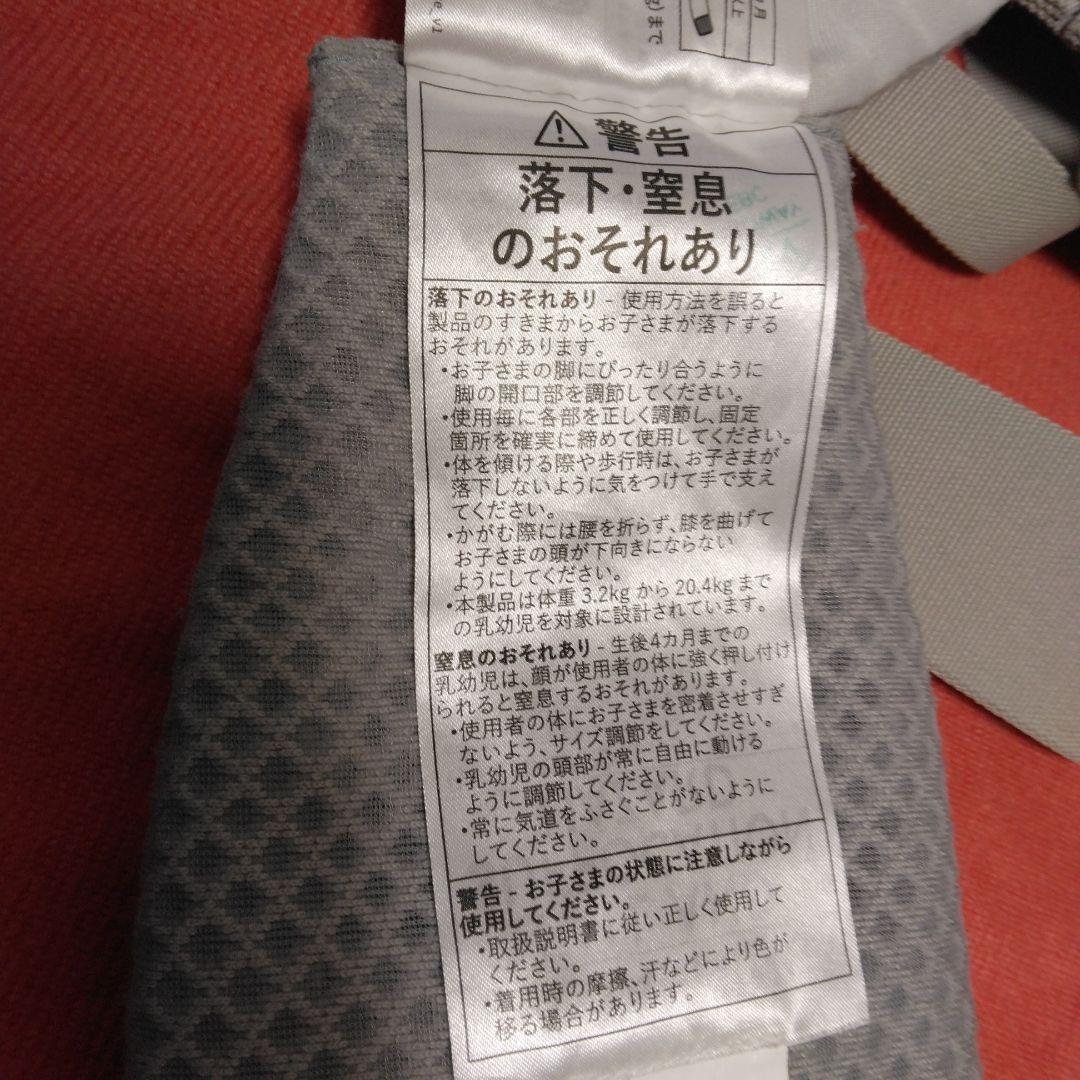 e_v1
まで
月
以上
⚠警告
落下・窒息
のおそれあり
落下のおそれあり - 使用方法を誤ると
製品のすきまからお子さまが落下する
おそれがあります。
・お子さまの脚にぴったり合うように
脚の開口部を調節してください。
・使用毎に各部を正しく調節し、固定
箇所を確実に締めて使用してください。
・体を傾ける際や歩行時は、お子さまが
落下しないように気をつけて手で支え
てください。
・かがむ際には腰を折らず、膝を曲げて
お子さまの頭が下向きにならない
ようにしてください。
・本製品は体重 3.2kg から 20.4kg まで
の乳幼児を対象に設計されています。
窒息のおそれあり - 生後4カ月までの
乳幼児は、顔が使用者の体に強く押し付け
られると窒息するおそれがあります。
・使用者の体にお子さまを密着させすぎ
ないよう、サイズ調節をしてください。
・乳幼児の頭部が常に自由に動ける
ように調節してください。
・常に気道をふさぐことがないように
してください。
警告 - お子さまの状態に注意しながら
使用してください。
・取扱説明書に従い正しく使用して
ください。
・着用時の摩擦、汗などにより色が
移る場合があります。